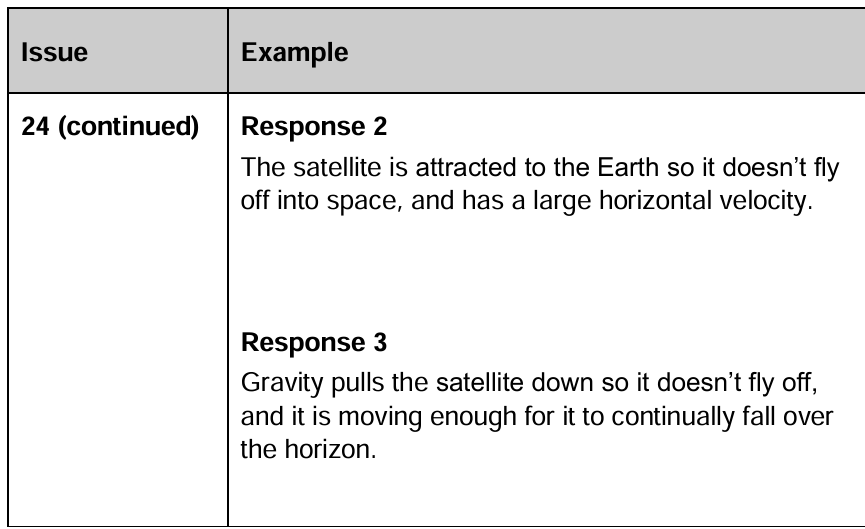 Issue
Example
24 (continued)
Response 2
The satellite is attracted to the Earth so it doesn’t fly
off into space, and has a large horizontal velocity.
Response 3
Gravity pulls the satellite down so it doesn’t fly off,
and it is moving enough for it to continually fall over
the horizon.